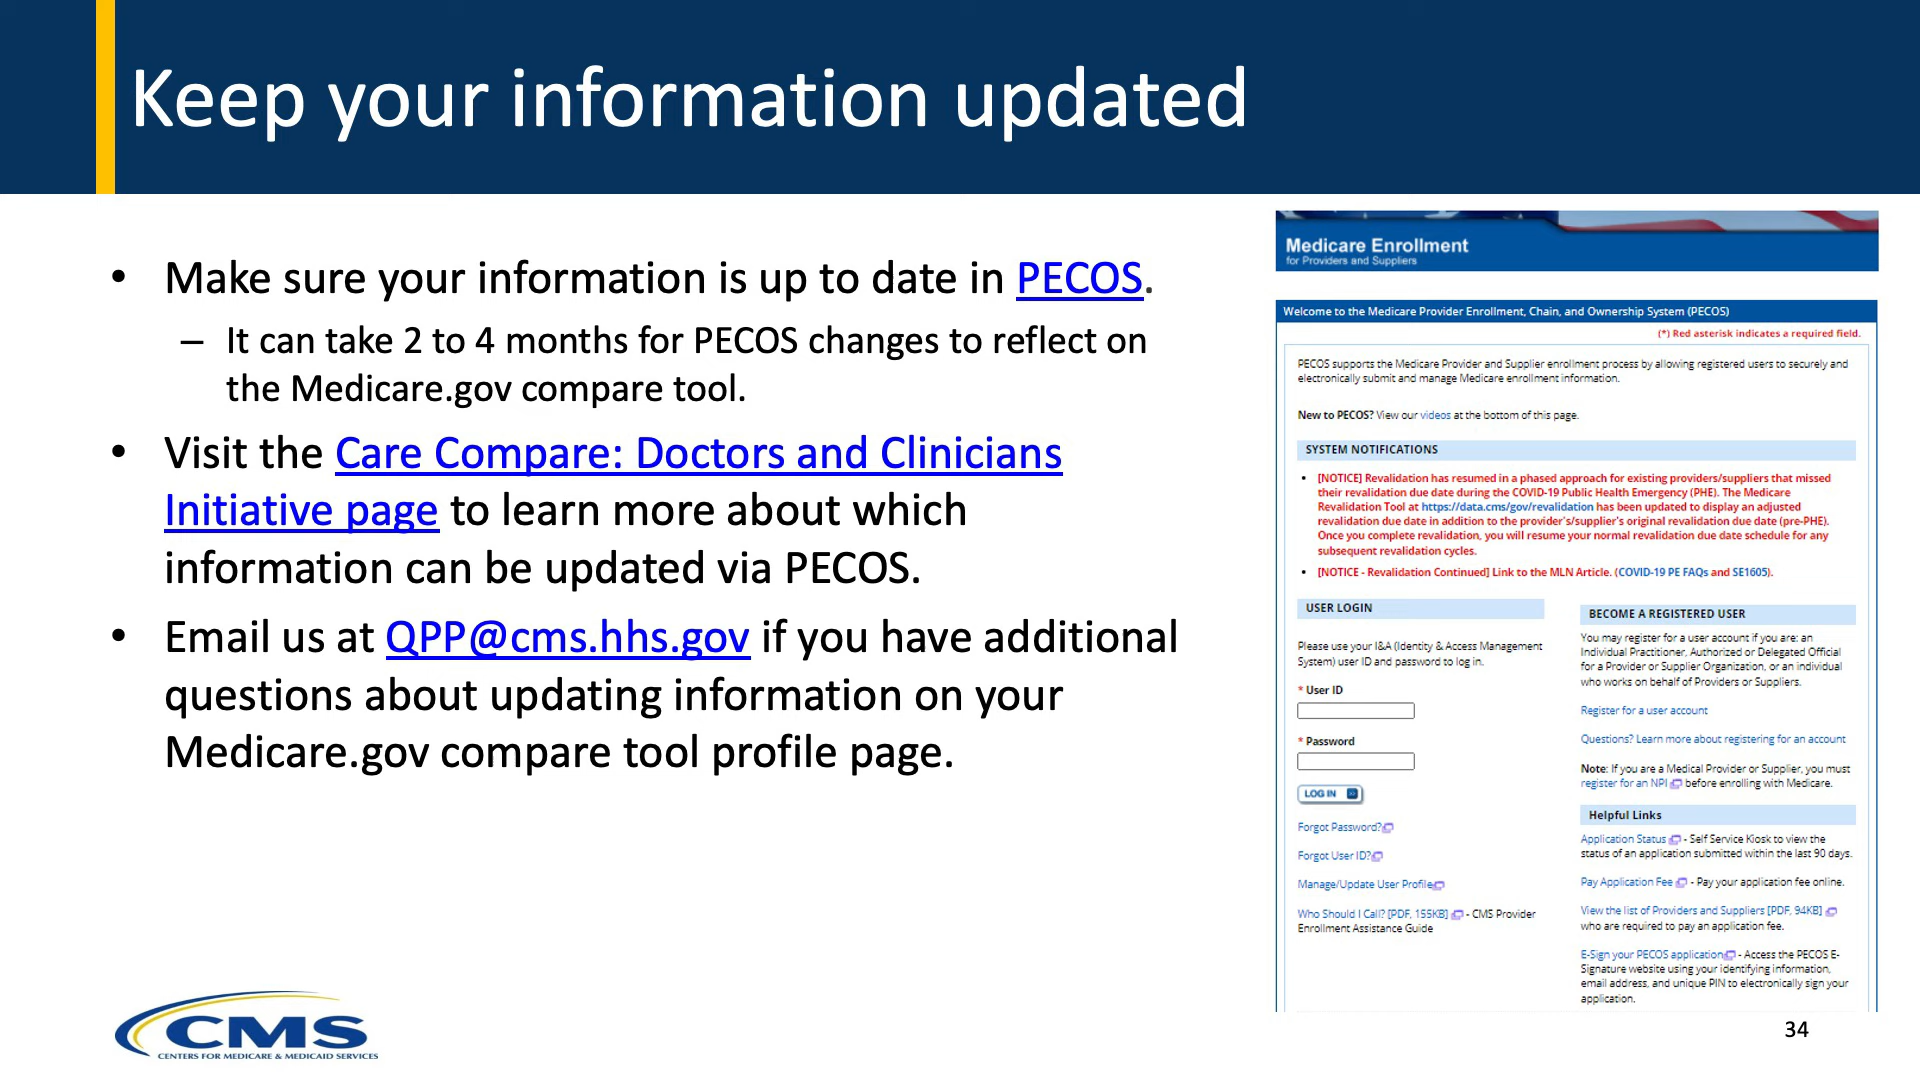 Keep your information updated
• Make sure your information is up to date in PECOS.
– It can take 2 to 4 months for PECOS changes to reflect on
the Medicare.gov compare tool.
• Visit the Care Compare: Doctors and Clinicians
Initiative page to learn more about which
information can be updated via PECOS.
• Email us at QPP@cms.hhs.gov if you have additional
questions about updating information on your
Medicare.gov compare tool profile page.
Medicare Enrollment
for Providers and Suppliers
Welcome to the Medicare Provider Enrollment, Chain, and Ownership System (PECOS)
(*) Red asterisk indicates a required field.
PECOS supports the Medicare Provider and Supplier enrollment process by allowing registered users to securely and
electronically submit and manage Medicare enrollment information.
New to PECOS? View our videos at the bottom of this page.
SYSTEM NOTIFICATIONS
• [NOTICE] Revalidation has resumed in a phased approach for existing providers/suppliers that missed
their revalidation due date during the COVID-19 Public Health Emergency (PHE). The Medicare
Revalidation Tool at https://data.cms/gov/revalidation has been updated to display an adjusted
revalidation due date in addition to the provider's/supplier's original revalidation due date (pre-PHE).
Once you complete revalidation, you will resume your normal revalidation due date schedule for any
subsequent revalidation cycles.
• [NOTICE - Revalidation Continued] Link to the MLN Article. (COVID-19 PE FAQs and SE1605).
USER LOGIN
Please use your I&A (Identity & Access Management
System) user ID and password to log in.
* User ID
* Password
LOG IN
Forgot Password?
Forgot User ID?
Manage/Update User Profile
Who Should I Call? [PDF, 155KB] - CMS Provider
Enrollment Assistance Guide
BECOME A REGISTERED USER
You may register for a user account if you are: an
Individual Practitioner, Authorized or Delegated Official
for a Provider or Supplier Organization, or an individual
who works on behalf of Providers or Suppliers.
Register for a user account
Questions? Learn more about registering for an account
Note: If you are a Medical Provider or Supplier, you must
register for an NPI before enrolling with Medicare.
Helpful Links
Application Status - Self Service Kiosk to view the
status of an application submitted within the last 90 days.
Pay Application Fee - Pay your application fee online.
View the list of Providers and Suppliers [PDF, 94KB]
who are required to pay an application fee.
E-Sign your PECOS application - Access the PECOS E-
Signature website using your identifying information,
email address, and unique PIN to electronically sign your
application.
CMS
CENTERS FOR MEDICARE & MEDICAID SERVICES
34